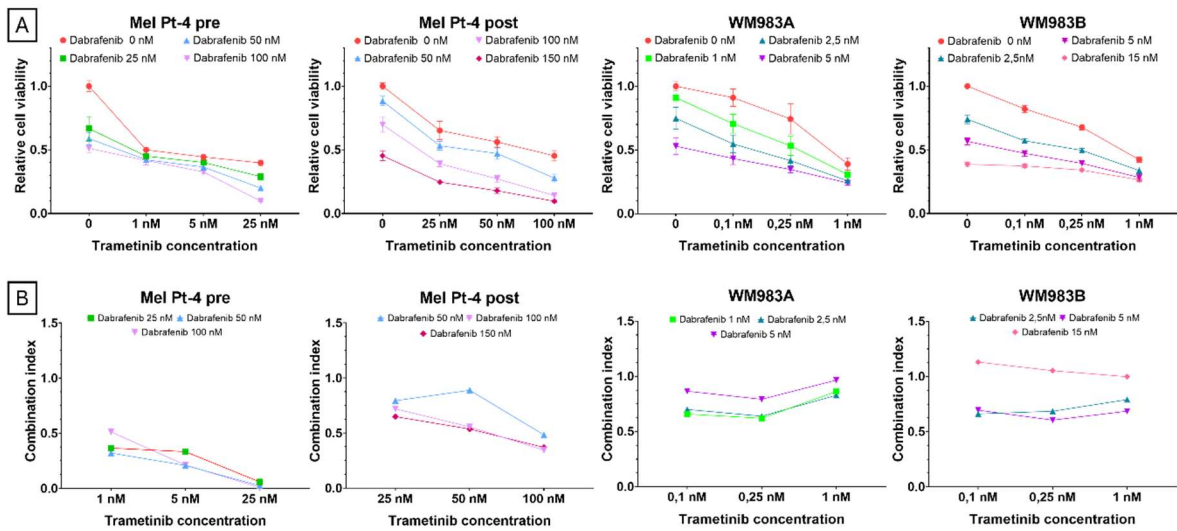 A
Mel Pt-4 pre
Dabrafenib 0 nM
Dabrafenib 50 nM
Dabrafenib 25 nM
Dabrafenib 100 nM
Relative cell viability
1.0
0.5
0.0
0
1 nM
5 nM
25 nM
Trametinib concentration
Mel Pt-4 post
Dabrafenib 0 nM
Dabrafenib 100 nM
Dabrafenib 50 nM
Dabrafenib 150 nM
Relative cell viability
1.0
0.5
0.0
0
25 nM
50 nM
100 nM
Trametinib concentration
WM983A
Dabrafenib 0 nM
Dabrafenib 2,5 nM
Dabrafenib 1 nM
Dabrafenib 5 nM
Relative cell viability
1.0
0.5
0.0
0
0,1 nM
0,25 nM
1 nM
Trametinib concentration
WM983B
Dabrafenib 0 nM
Dabrafenib 5 nM
Dabrafenib 2,5nM
Dabrafenib 15 nM
Relative cell viability
1.0
0.5
0.0
0
0,1 nM
0,25 nM
1 nM
Trametinib concentration
B
Mel Pt-4 pre
Dabrafenib 25 nM
Dabrafenib 50 nM
Dabrafenib 100 nM
Combination index
1.5
1.0
0.5
0.0
1 nM
5 nM
25 nM
Trametinib concentration
Mel Pt-4 post
Dabrafenib 50 nM
Dabrafenib 100 nM
Dabrafenib 150 nM
Combination index
1.5
1.0
0.5
0.0
25 nM
50 nM
100 nM
Trametinib concentration
WM983A
Dabrafenib 1 nM
Dabrafenib 2,5 nM
Dabrafenib 5 nM
Combination index
1.5
1.0
0.5
0.0
0,1 nM
0,25 nM
1 nM
Trametinib concentration
WM983B
Dabrafenib 2,5nM
Dabrafenib 5 nM
Dabrafenib 15 nM
Combination index
1.5
1.0
0.5
0.0
0,1 nM
0,25 nM
1 nM
Trametinib concentration